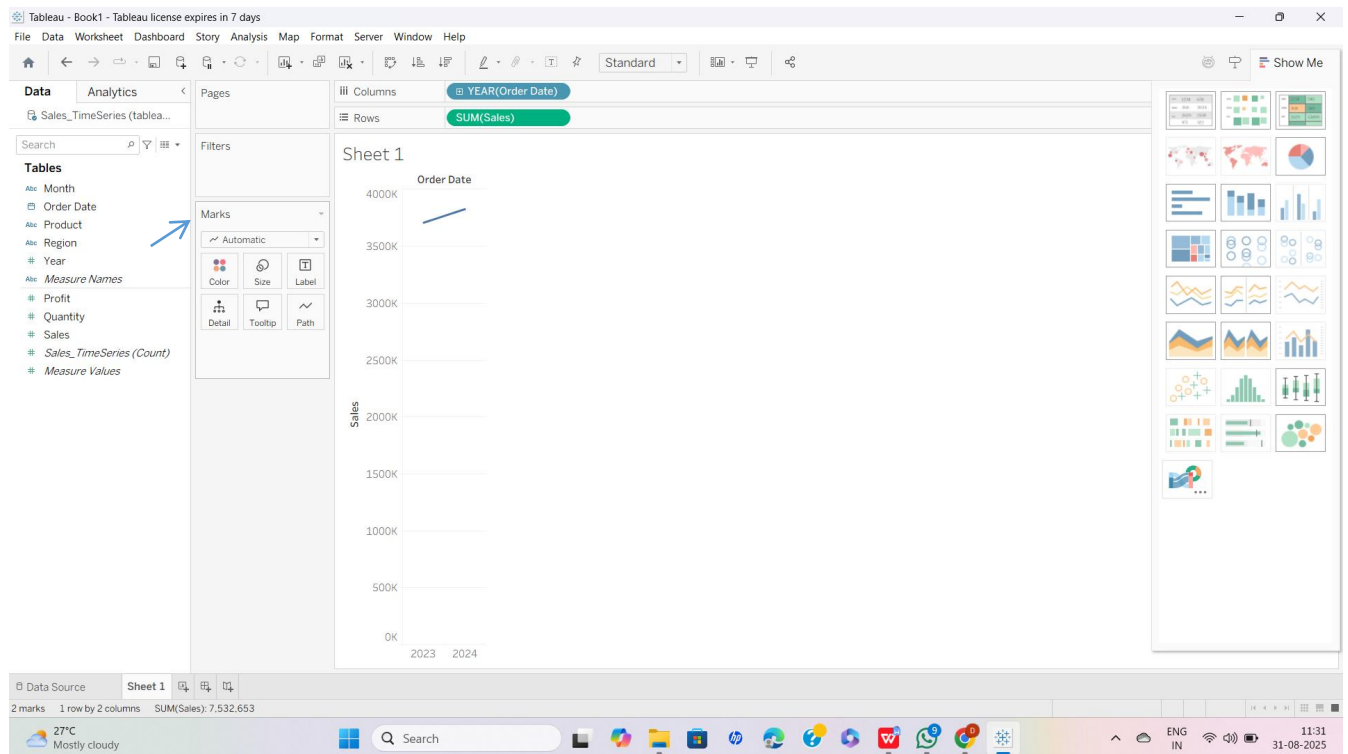 Tableau - Book1 - Tableau license expires in 7 days
File Data Worksheet Dashboard Story Analysis Map Format Server Window Help
Standard
Show Me
Data Analytics
Sales_TimeSeries (tablea...
Search
Tables
Abc Month
Order Date
Abc Product
Abc Region
# Year
Abc Measure Names
# Profit
# Quantity
# Sales
# Sales_TimeSeries (Count)
# Measure Values
Pages
Filters
Marks
Automatic
Color Size Label
Detail Tooltip Path
Columns YEAR(Order Date)
Rows SUM(Sales)
Sheet 1
Order Date
4000K
3500K
3000K
2500K
2000K
1500K
1000K
500K
0K
Sales
2023 2024
Data Source Sheet 1
2 marks 1 row by 2 columns SUM(Sales): 7,532,653
27°C
Mostly cloudy
Search
9
D
ENG
IN
11:31
31-08-2025